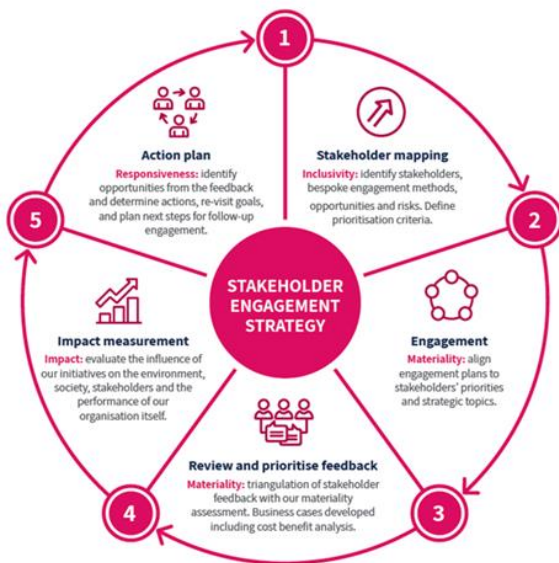 1
Stakeholder mapping
Inclusivity: identify stakeholders,
bespoke engagement methods,
opportunities and risks. Define
prioritisation criteria.
2
Engagement
Materiality: align
engagement plans to
stakeholders’ priorities
and strategic topics.
3
Review and prioritise feedback
Materiality: triangulation of stakeholder
feedback with our materiality
assessment. Business cases developed
including cost benefit analysis.
4
Impact measurement
Impact: evaluate the influence of
our initiatives on the environment,
society, stakeholders and the
performance of our
organisation itself.
5
Action plan
Responsiveness: identify
opportunities from the feedback
and determine actions, re-visit goals,
and plan next steps for follow-up
engagement.
STAKEHOLDER
ENGAGEMENT
STRATEGY